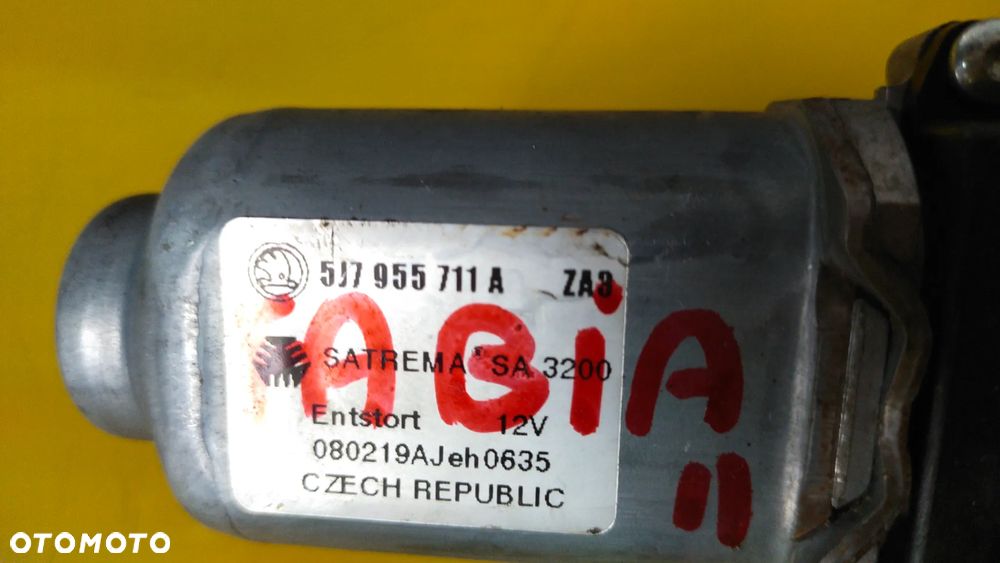 5J7 955 711 A ZA3
fABiA
SATREMA SA 3200
Entstort 12V
080219AJeh0635
CZECH REPUBLIC
II
OTOMOTO